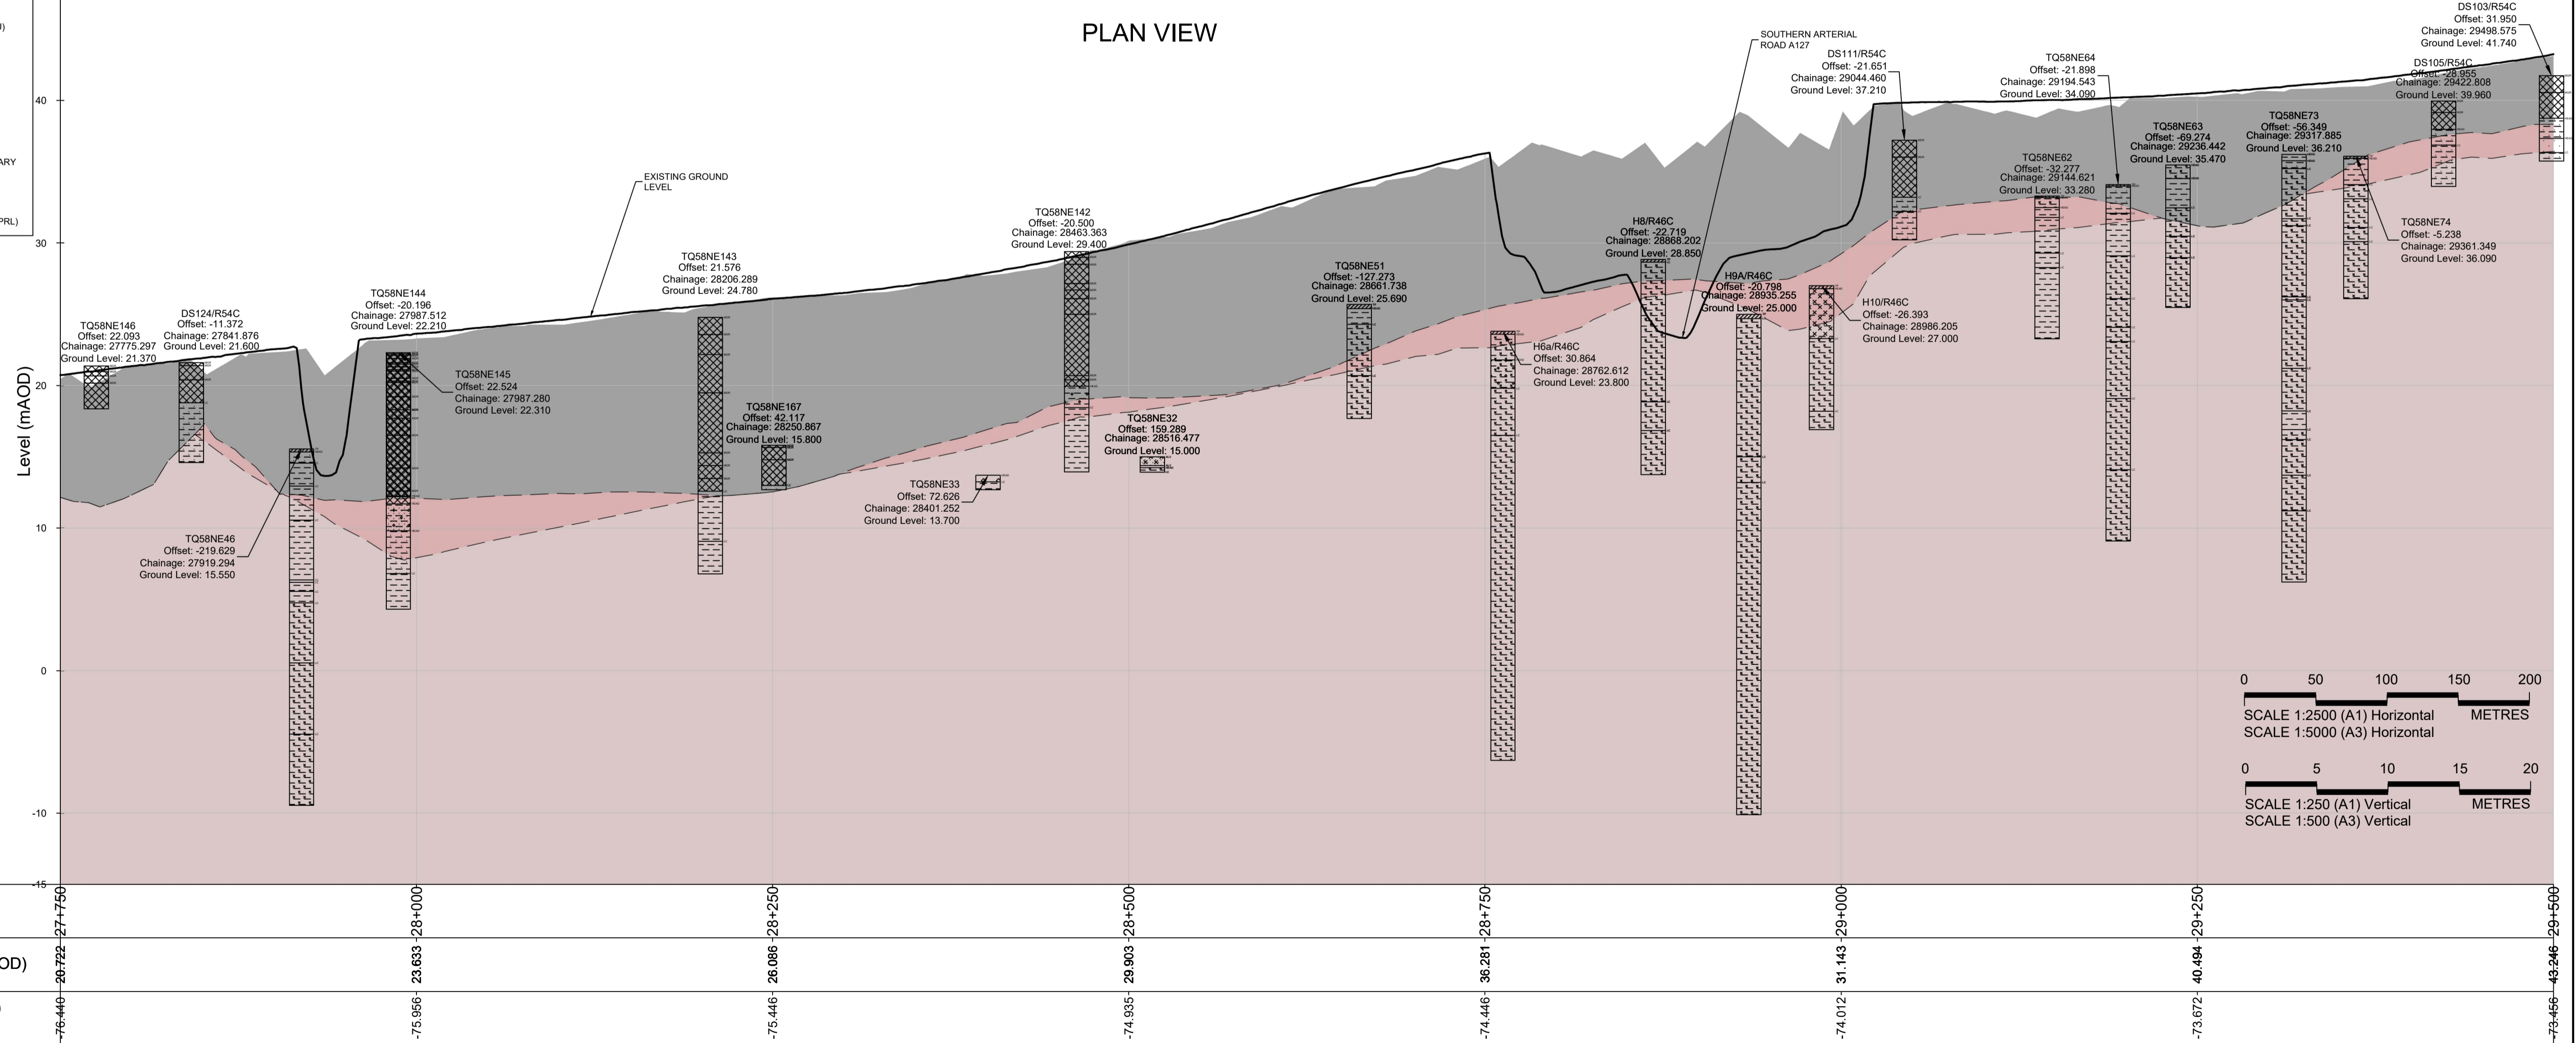 PLAN VIEW
ARY
PRL)
Level (mAOD)
40
30
20
10
0
-10
-15
EXISTING GROUND
LEVEL
SOUTHERN ARTERIAL
ROAD A127
TQ58NE146
Offset: 22.093
Chainage: 27775.297
Ground Level: 21.370
DS124/R54C
Offset: -11.372
Chainage: 27841.876
Ground Level: 21.600
TQ58NE46
Offset: -219.629
Chainage: 27919.294
Ground Level: 15.550
TQ58NE144
Offset: -20.196
Chainage: 27987.512
Ground Level: 22.210
TQ58NE145
Offset: 22.524
Chainage: 27987.280
Ground Level: 22.310
TQ58NE143
Offset: 21.576
Chainage: 28206.289
Ground Level: 24.780
TQ58NE167
Offset: 42.117
Chainage: 28250.867
Ground Level: 15.800
TQ58NE33
Offset: 72.626
Chainage: 28401.252
Ground Level: 13.700
TQ58NE142
Offset: -20.500
Chainage: 28463.363
Ground Level: 29.400
TQ58NE32
Offset: 159.289
Chainage: 28516.477
Ground Level: 15.000
TQ58NE51
Offset: -127.273
Chainage: 28661.738
Ground Level: 25.690
H6a/R46C
Offset: 30.864
Chainage: 28762.612
Ground Level: 23.800
H8/R46C
Offset: -22.719
Chainage: 28868.202
Ground Level: 28.850
H9A/R46C
Offset: -20.798
Chainage: 28935.255
Ground Level: 25.000
H10/R46C
Offset: -26.393
Chainage: 28986.205
Ground Level: 27.000
DS111/R54C
Offset: -21.651
Chainage: 29044.460
Ground Level: 37.210
TQ58NE62
Offset: -32.277
Chainage: 29144.621
Ground Level: 33.280
TQ58NE64
Offset: -21.898
Chainage: 29194.543
Ground Level: 34.090
TQ58NE63
Offset: -69.274
Chainage: 29236.442
Ground Level: 35.470
TQ58NE73
Offset: -56.349
Chainage: 29317.885
Ground Level: 36.210
TQ58NE74
Offset: -5.238
Chainage: 29361.349
Ground Level: 36.090
DS105/R54C
Offset: -28.955
Chainage: 29422.808
Ground Level: 39.960
DS103/R54C
Offset: 31.950
Chainage: 29498.575
Ground Level: 41.740
0 50 100 150 200
SCALE 1:2500 (A1) Horizontal METRES
SCALE 1:5000 (A3) Horizontal
0 5 10 15 20
SCALE 1:250 (A1) Vertical METRES
SCALE 1:500 (A3) Vertical
27+750 28+000 28+250 28+500 28+750 29+000 29+250 29+500
OD) 20.722 23.633 26.086 29.903 36.281 31.143 40.494 43.246
-76.440 -75.956 -75.446 -74.935 -74.446 -74.012 -73.672 -73.456